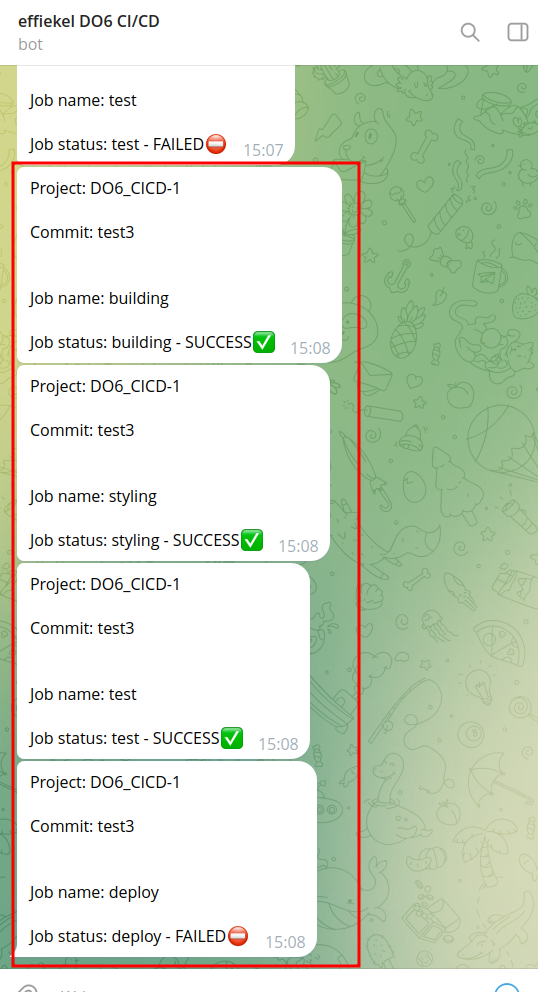 effiekel DO6 CI/CD
bot
Job name: test
Job status: test - FAILED⛔ 15:07
Project: DO6_CICD-1
Commit: test3
Job name: building
Job status: building - SUCCESS✅ 15:08
Project: DO6_CICD-1
Commit: test3
Job name: styling
Job status: styling - SUCCESS✅ 15:08
Project: DO6_CICD-1
Commit: test3
Job name: test
Job status: test - SUCCESS✅ 15:08
Project: DO6_CICD-1
Commit: test3
Job name: deploy
Job status: deploy - FAILED⛔ 15:08